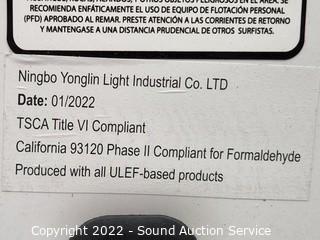 RECOMIENDA ENFÁTICAMENTE EL USO DE EQUIPO DE FLOTACIÓN PERSONAL
(PFD) APROBADO AL REMAR. PRESTE ATENCIÓN A LAS CORRIENTES DE RETORNO
Y MANTENGASE A UNA DISTANCIA PRUDENCIAL DE OTROS SURFISTAS.
Ningbo Yonglin Light Industrial Co. LTD
Date: 01/2022
TSCA Title VI Compliant
California 93120 Phase II Compliant for Formaldehyde
Produced with all ULEF-based products
Copyright 2022 - Sound Auction Service